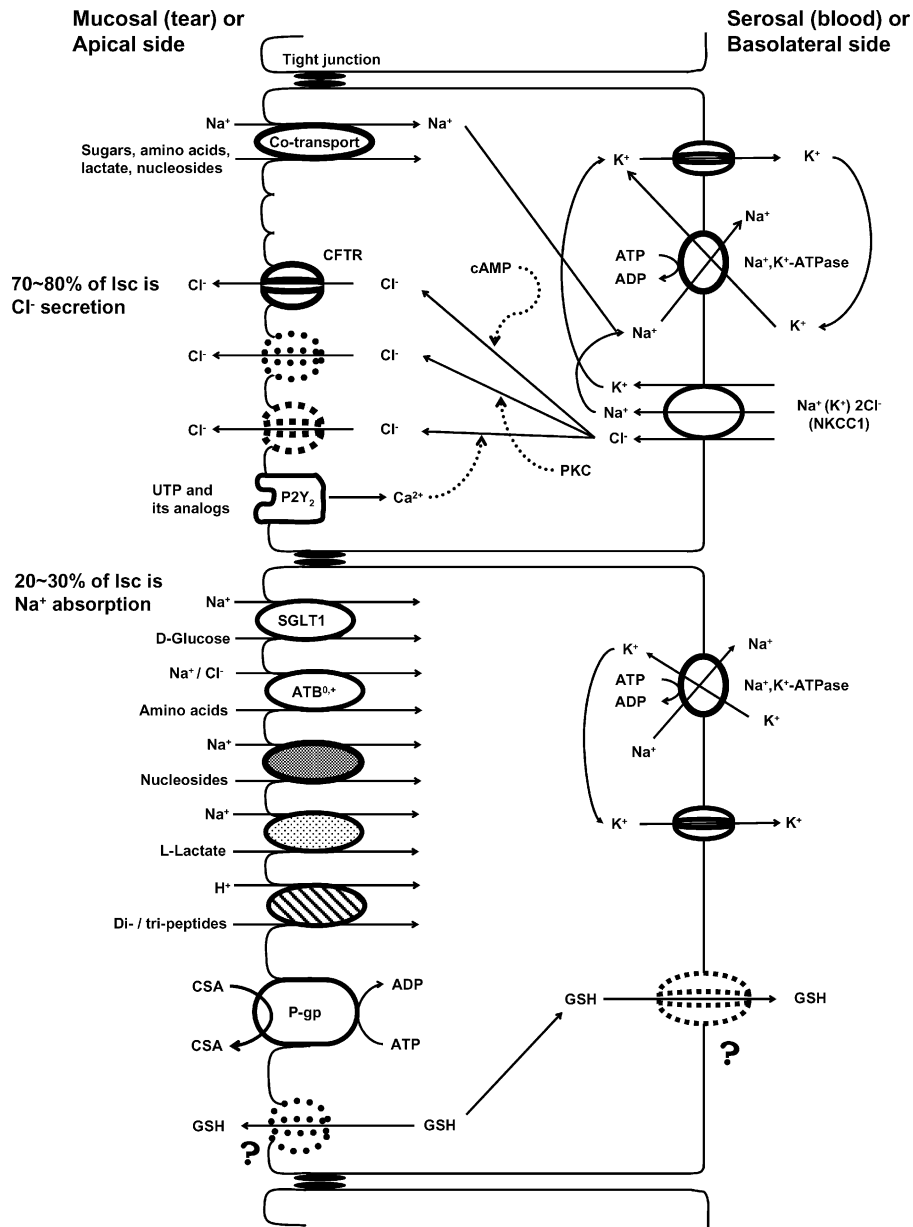 Mucosal (tear) or
Apical side
Serosal (blood) or
Basolateral side
Tight junction
Na⁺
Na⁺
Co-transport
Sugars, amino acids,
lactate, nucleosides
K⁺
K⁺
Na⁺
ATP
ADP
Na⁺,K⁺-ATPase
CFTR
cAMP
70~80% of Isc is
Cl⁻ secretion
Cl⁻
Cl⁻
Na⁺
K⁺
Cl⁻
Cl⁻
K⁺
Na⁺
Cl⁻
Na⁺ (K⁺) 2Cl⁻
(NKCC1)
Cl⁻
Cl⁻
PKC
UTP and
its analogs
P2Y₂
Ca²⁺
20~30% of Isc is
Na⁺ absorption
Na⁺
SGLT1
D-Glucose
Na⁺ / Cl⁻
ATB⁰,⁺
Amino acids
Na⁺
Nucleosides
Na⁺
L-Lactate
H⁺
Di- / tri-peptides
K⁺
Na⁺
ATP
ADP
Na⁺,K⁺-ATPase
K⁺
Na⁺
K⁺
K⁺
CSA
ADP
P-gp
CSA
ATP
GSH
GSH
?
GSH
GSH
?